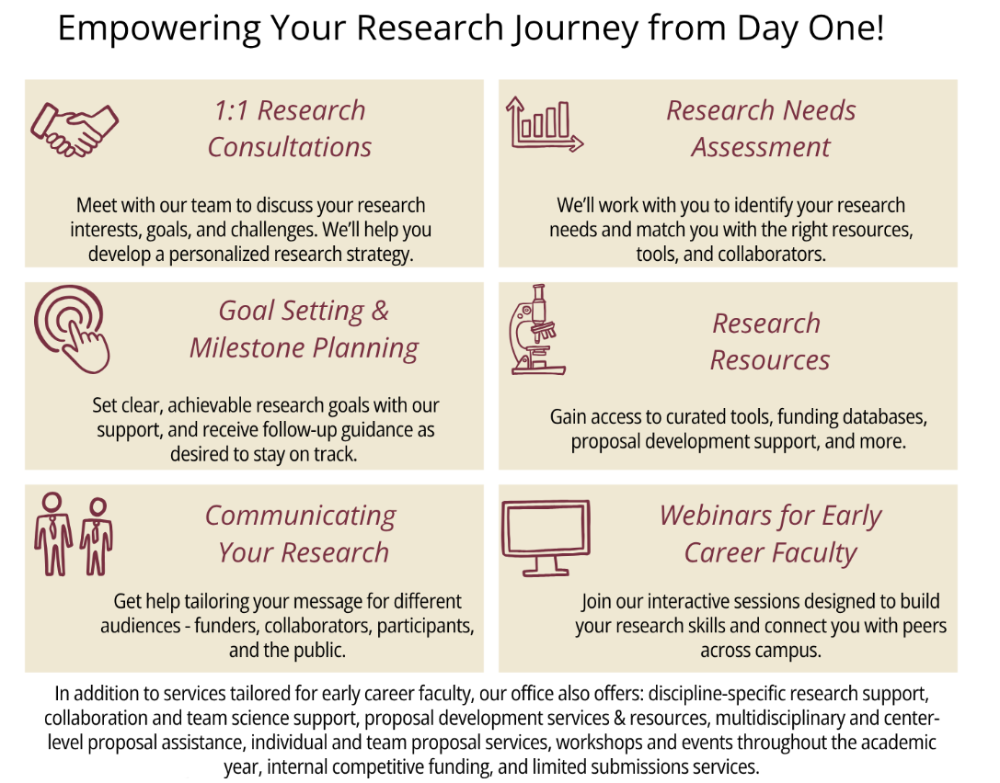 Empowering Your Research Journey from Day One!
1:1 Research
Consultations
Meet with our team to discuss your research
interests, goals, and challenges. We’ll help you
develop a personalized research strategy.
Research Needs
Assessment
We’ll work with you to identify your research
needs and match you with the right resources,
tools, and collaborators.
Goal Setting &
Milestone Planning
Set clear, achievable research goals with our
support, and receive follow-up guidance as
desired to stay on track.
Research
Resources
Gain access to curated tools, funding databases,
proposal development support, and more.
Communicating
Your Research
Get help tailoring your message for different
audiences - funders, collaborators, participants,
and the public.
Webinars for Early
Career Faculty
Join our interactive sessions designed to build
your research skills and connect you with peers
across campus.
In addition to services tailored for early career faculty, our office also offers: discipline-specific research support,
collaboration and team science support, proposal development services & resources, multidisciplinary and center-
level proposal assistance, individual and team proposal services, workshops and events throughout the academic
year, internal competitive funding, and limited submissions services.